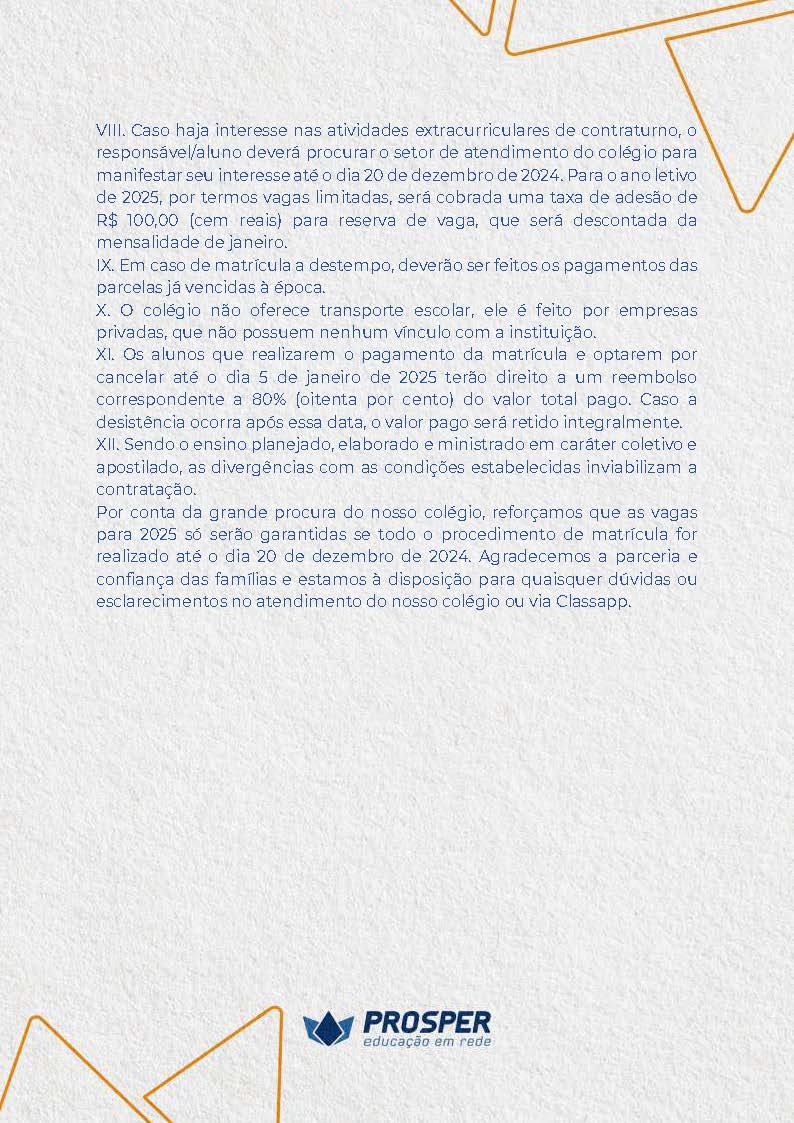 VIII. Caso haja interesse nas atividades extracurriculares de contraturno, o
responsável/aluno deverá procurar o setor de atendimento do colégio para
manifestar seu interesse até o dia 20 de dezembro de 2024. Para o ano letivo
de 2025, por termos vagas limitadas, será cobrada uma taxa de adesão de
R$ 100,00 (cem reais) para reserva de vaga, que será descontada da
mensalidade de janeiro.
IX. Em caso de matrícula a destempo, deverão ser feitos os pagamentos das
parcelas já vencidas à época.
X. O colégio não oferece transporte escolar, ele é feito por empresas
privadas, que não possuem nenhum vínculo com a instituição.
XI. Os alunos que realizarem o pagamento da matrícula e optarem por
cancelar até o dia 5 de janeiro de 2025 terão direito a um reembolso
correspondente a 80% (oitenta por cento) do valor total pago. Caso a
desistência ocorra após essa data, o valor pago será retido integralmente.
XII. Sendo o ensino planejado, elaborado e ministrado em caráter coletivo e
apostilado, as divergências com as condições estabelecidas inviabilizam a
contratação.
Por conta da grande procura do nosso colégio, reforçamos que as vagas
para 2025 só serão garantidas se todo o procedimento de matrícula for
realizado até o dia 20 de dezembro de 2024. Agradecemos a parceria e
confiança das famílias e estamos à disposição para quaisquer dúvidas ou
esclarecimentos no atendimento do nosso colégio ou via Classapp.
PROSPER
educação em rede